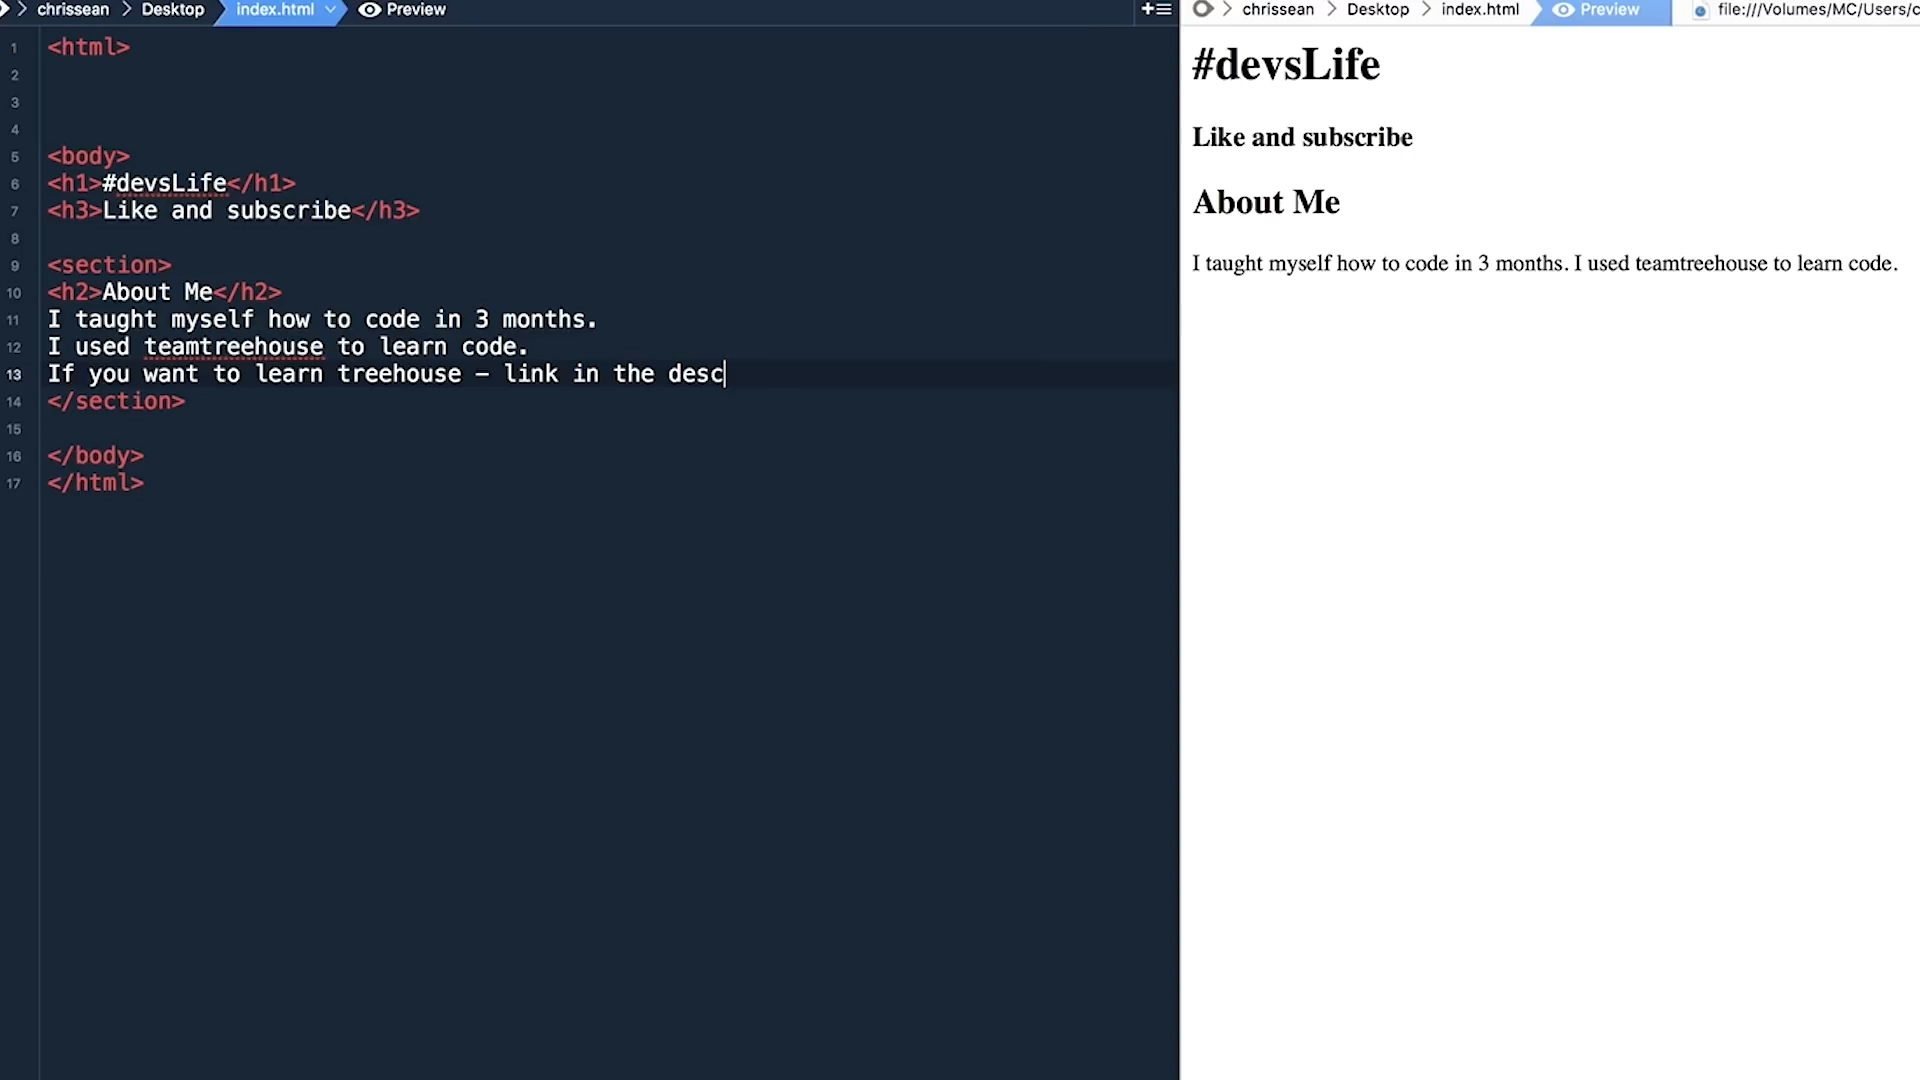 chrissean Desktop index.html Preview
1 <html>
2
3
4
5 <body>
6 <h1>#devsLife</h1>
7 <h3>Like and subscribe</h3>
8
9 <section>
10 <h2>About Me</h2>
11 I taught myself how to code in 3 months.
12 I used teamtreehouse to learn code.
13 If you want to learn treehouse – link in the desc
14 </section>
15
16 </body>
17 </html>
chrissean Desktop index.html Preview file:///Volumes/MC/Users/c
#devsLife
Like and subscribe
About Me
I taught myself how to code in 3 months. I used teamtreehouse to learn code.